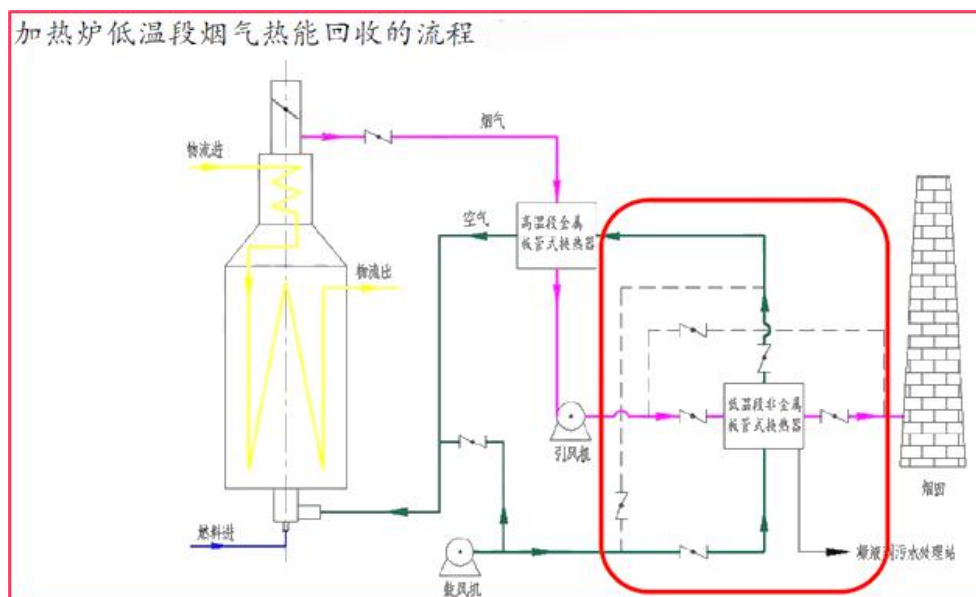 加热炉低温段烟气热能回收的流程
烟气
物流进
空气
高温段金属
板管式换热器
物流出
低温段非金属
板管式换热器
引风机
烟囱
燃料进
鼓风机
凝液到污水处理站